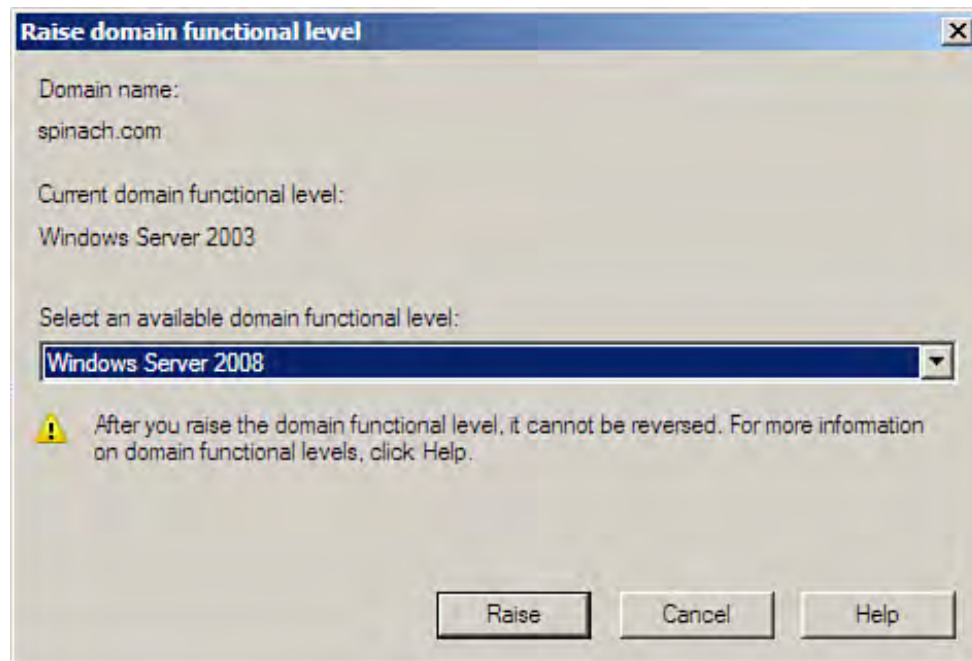 Raise domain functional level
Domain name:
spinach.com
Current domain functional level:
Windows Server 2003
Select an available domain functional level:
Windows Server 2008
After you raise the domain functional level, it cannot be reversed. For more information
on domain functional levels, click Help.
Raise Cancel Help